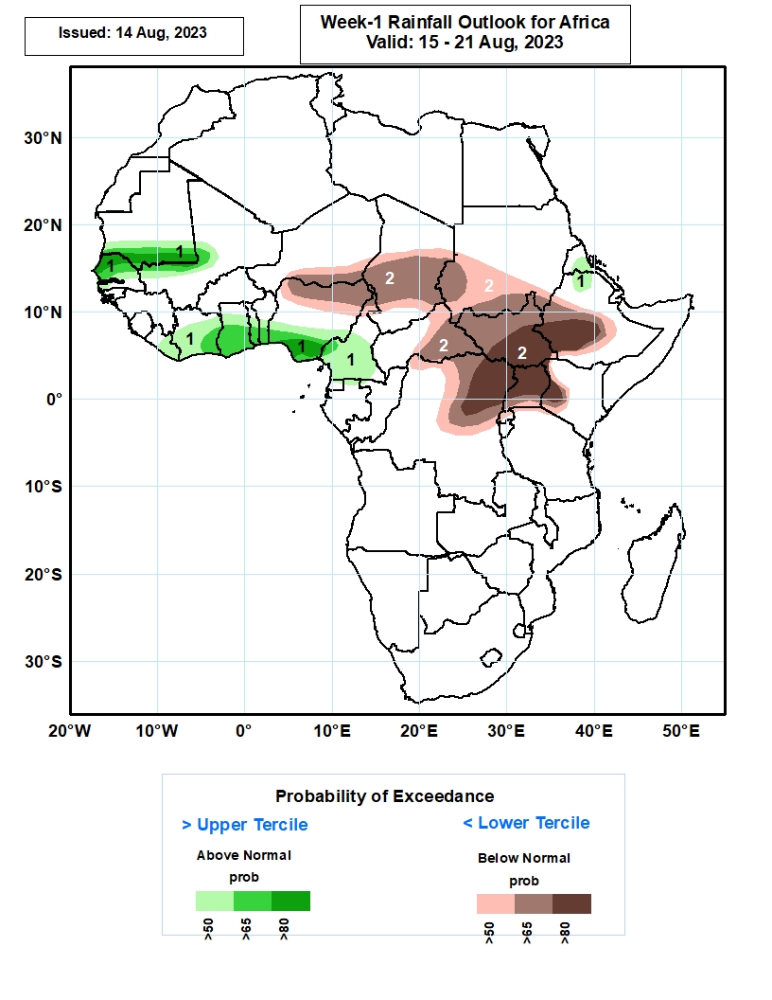 Issued: 14 Aug, 2023
Week-1 Rainfall Outlook for Africa
Valid: 15 - 21 Aug, 2023
30°N
20°N
1
1
2
2
1
10°N
1
1
1
2
2
0°
10°S
20°S
30°S
20°W 10°W 0° 10°E 20°E 30°E 40°E 50°E
Probability of Exceedance
> Upper Tercile
< Lower Tercile
Above Normal
Below Normal
prob
prob
>50 >65 >80
>50 >65 >80